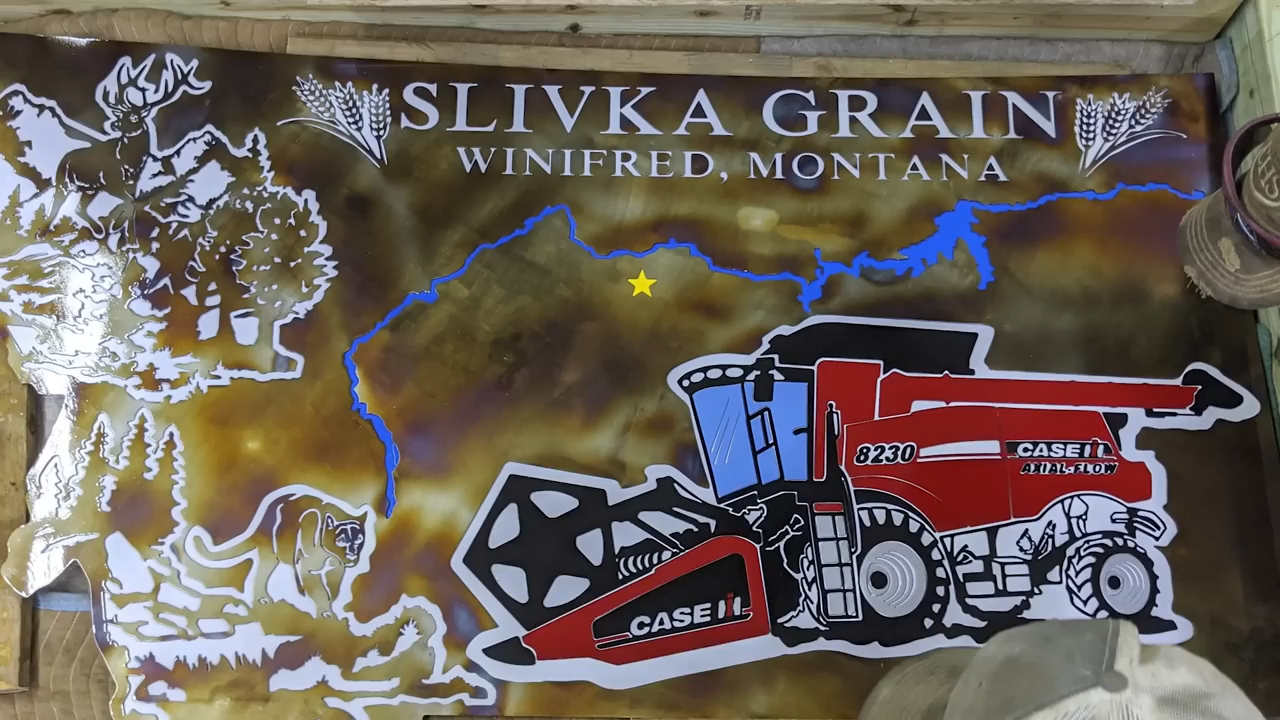 SLIVKA GRAIN
WINIFRED, MONTANA
8230
CASE IH
AXIAL-FLOW
CASE IH